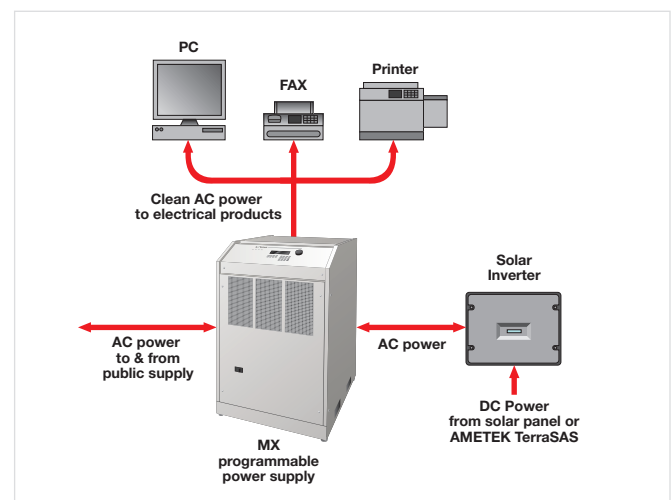 PC
FAX
Printer
Clean AC power
to electrical products
Solar
Inverter
AC power
to & from
public supply
AC power
DC Power
from solar panel or
AMETEK TerraSAS
MX
programmable
power supply